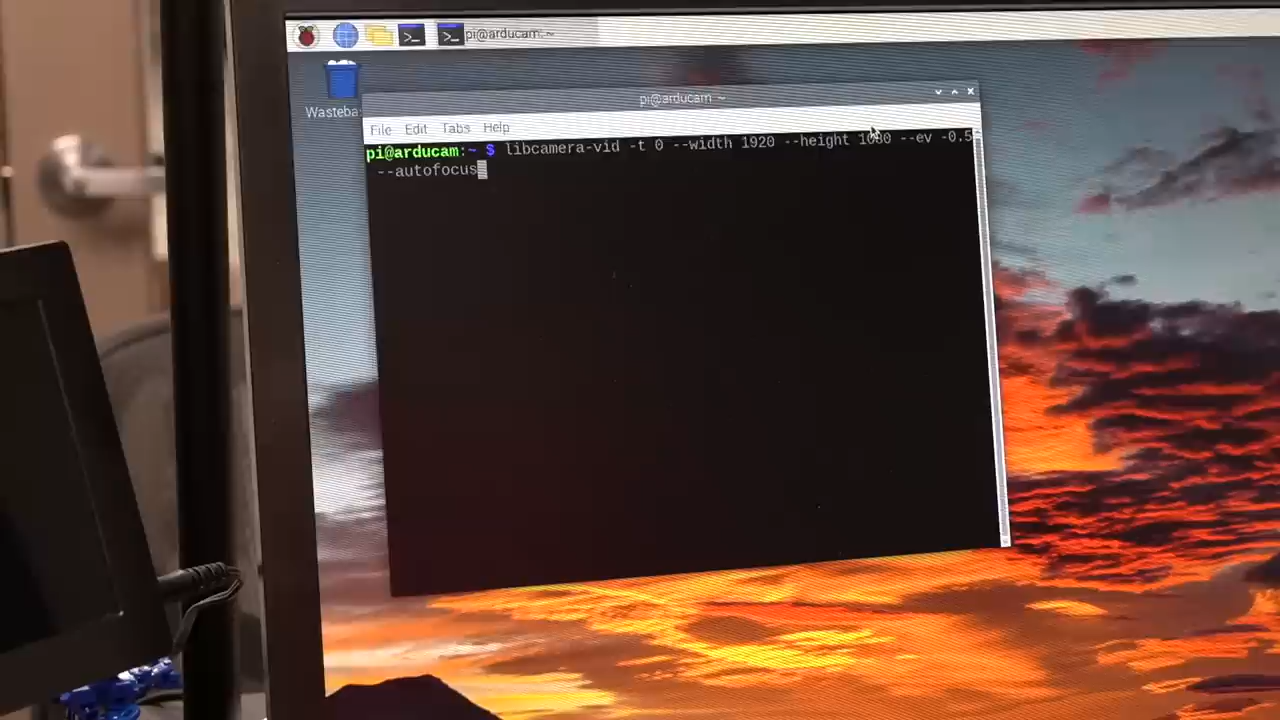 pi@arducam: ~
Wasteba
pi@arducam: ~
File Edit Tabs Help
pi@arducam:~ $ libcamera-vid -t 0 --width 1920 --height 1080 --ev -0.5
--autofocus